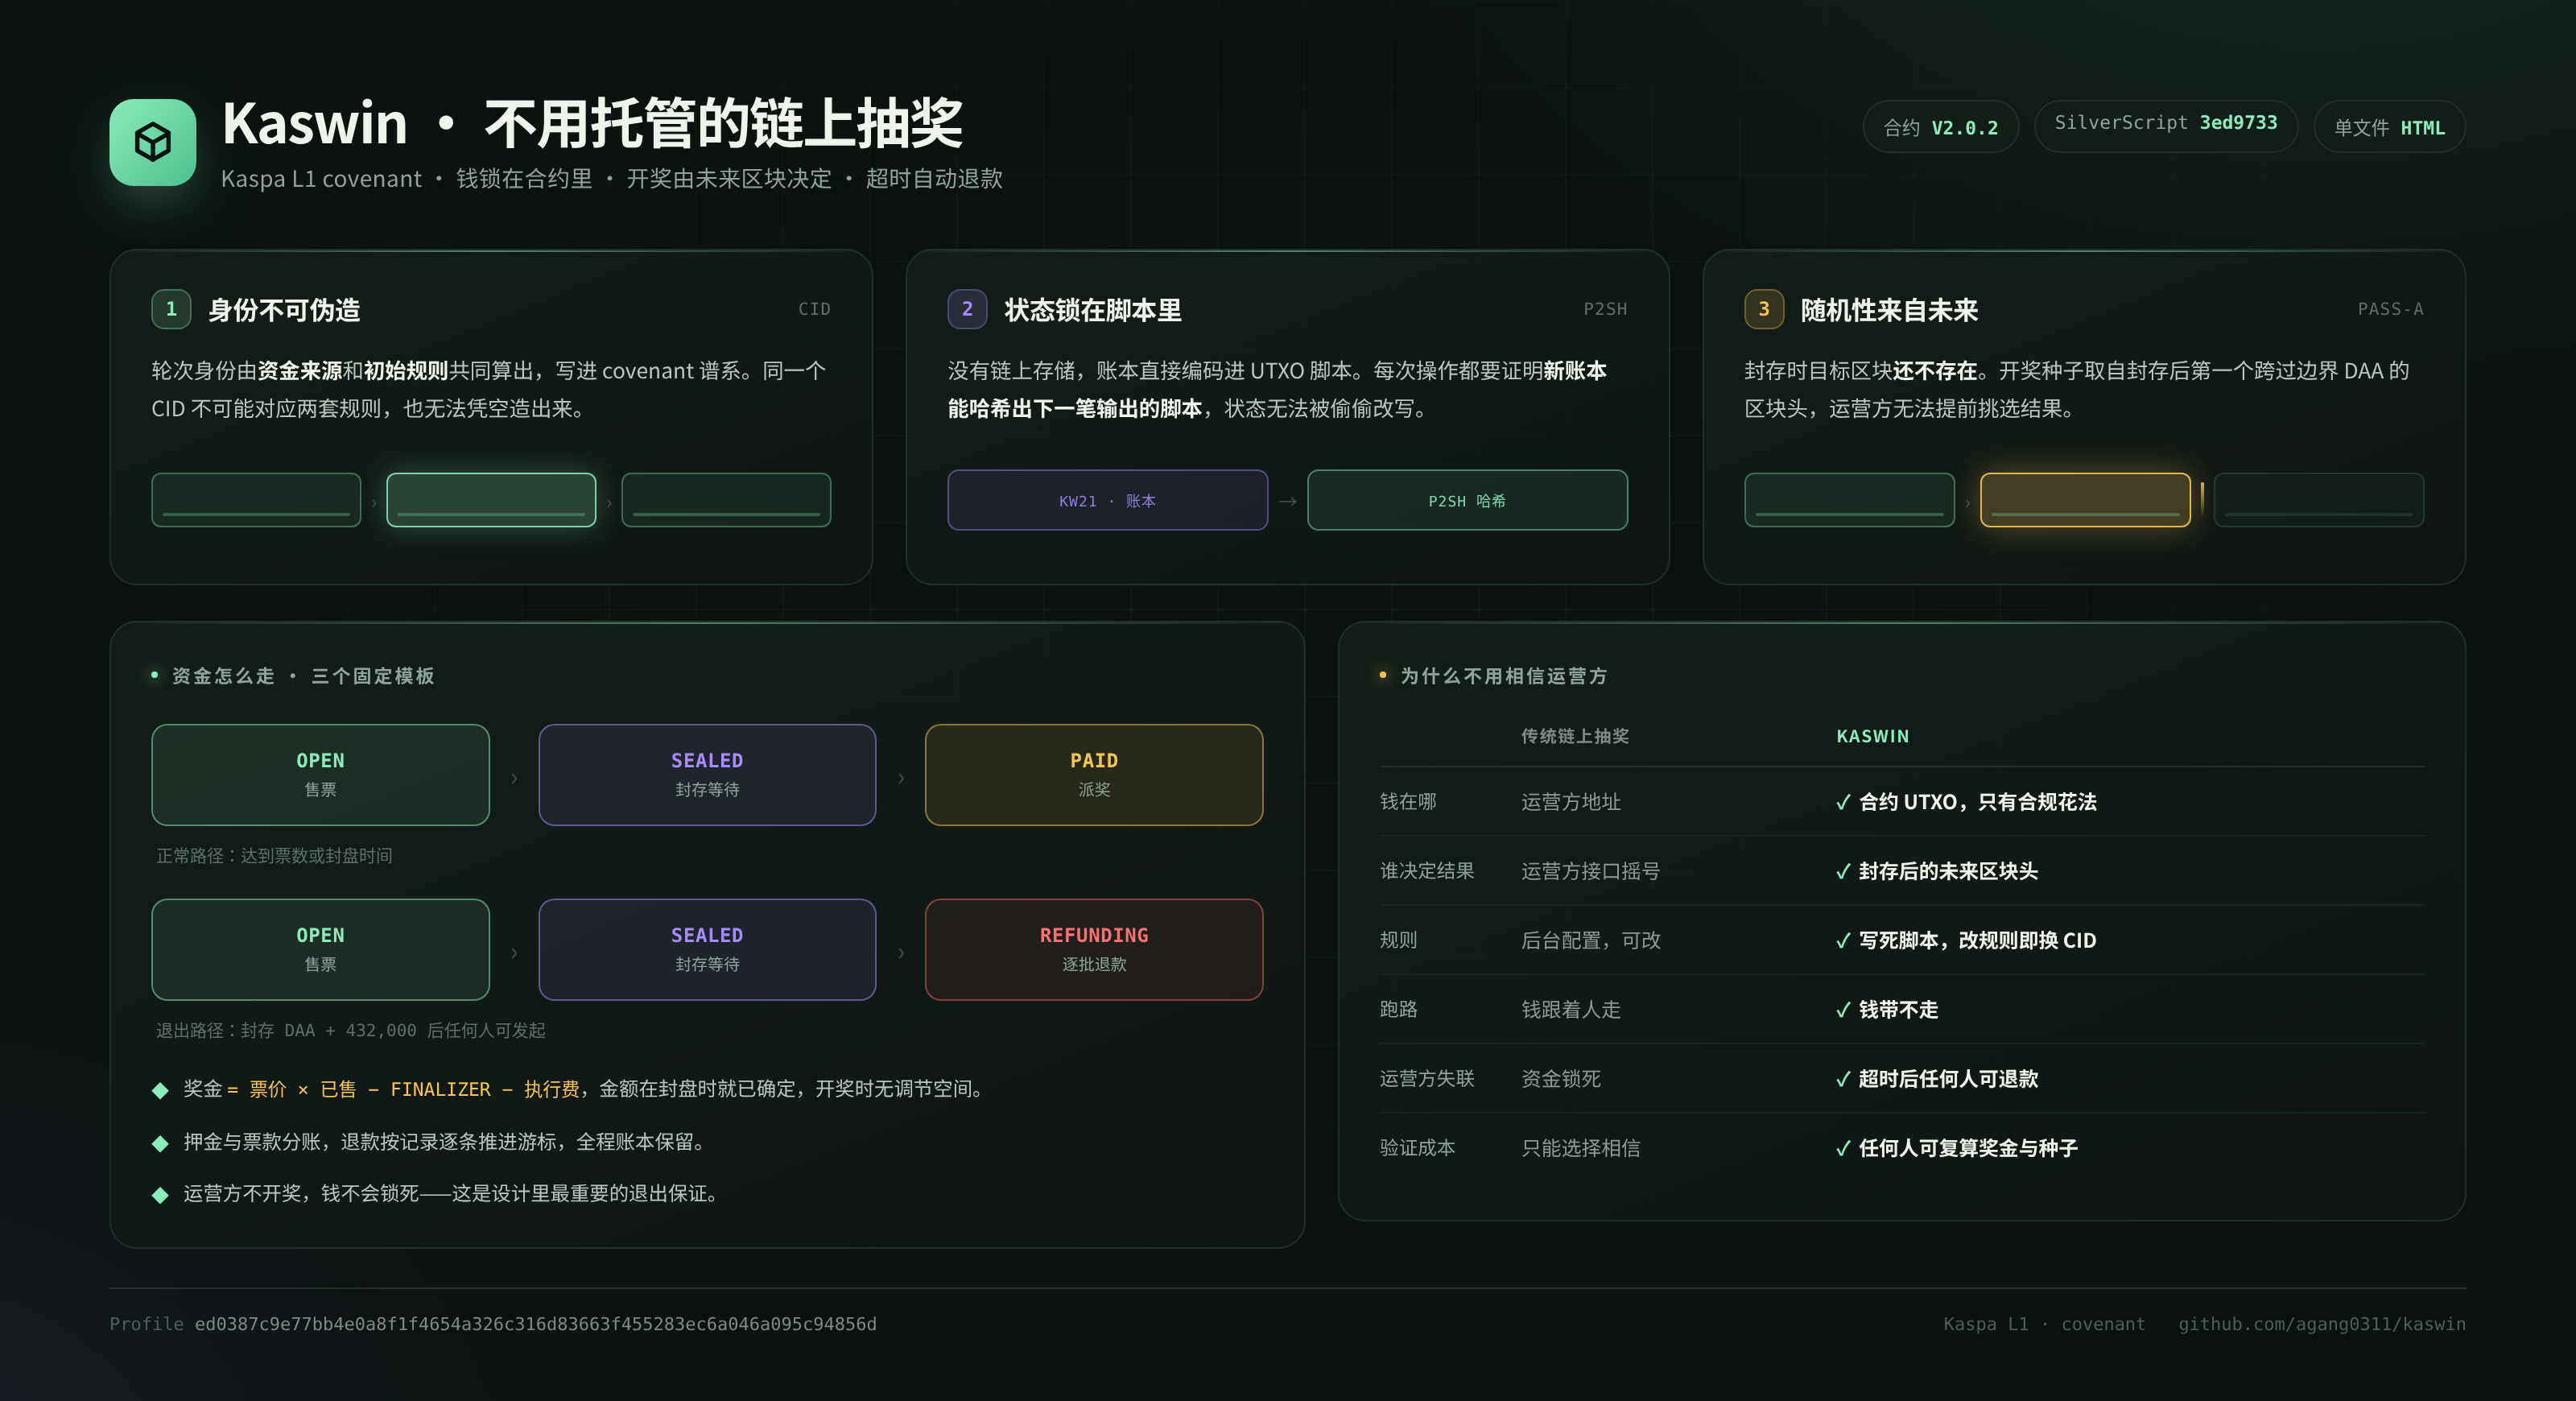 Kaswin · 不用托管的链上抽奖
Kaspa L1 covenant · 钱锁在合约里 · 开奖由未来区块决定 · 超时自动退款
合约 V2.0.2
SilverScript 3ed9733
单文件 HTML
1 身份不可伪造 CID
轮次身份由资金来源和初始规则共同算出，写进 covenant 谱系。同一个
CID 不可能对应两套规则，也无法凭空造出来。
2 状态锁在脚本里 P2SH
没有链上存储，账本直接编码进 UTXO 脚本。每次操作都要证明新账本
能哈希出下一笔输出的脚本，状态无法被偷偷改写。
KW21 · 账本 → P2SH 哈希
3 随机性来自未来 PASS-A
封存时目标区块还不存在。开奖种子取自封存后第一个跨过边界 DAA 的
区块头，运营方无法提前挑选结果。
资金怎么走 · 三个固定模板
OPEN › SEALED › PAID
售票 封存等待 派奖
正常路径：达到票数或封盘时间
OPEN › SEALED › REFUNDING
售票 封存等待 逐批退款
退出路径：封存 DAA + 432,000 后任何人可发起
◆ 奖金 = 票价 × 已售 − FINALIZER − 执行费，金额在封盘时就已确定，开奖时无调节空间。
◆ 押金与票款分账，退款按记录逐条推进游标，全程账本保留。
◆ 运营方不开奖，钱不会锁死——这是设计里最重要的退出保证。
为什么不用相信运营方
传统链上抽奖 KASWIN
钱在哪 运营方地址 ✓ 合约 UTXO，只有合规花法
谁决定结果 运营方接口摇号 ✓ 封存后的未来区块头
规则 后台配置，可改 ✓ 写死脚本，改规则即换 CID
跑路 钱跟着人走 ✓ 钱带不走
运营方失联 资金锁死 ✓ 超时后任何人可退款
验证成本 只能选择相信 ✓ 任何人可复算奖金与种子
Profile ed0387c9e77bb4e0a8f1f4654a326c316d83663f455283ec6a046a095c94856d
Kaspa L1 · covenant github.com/agang0311/kaswin